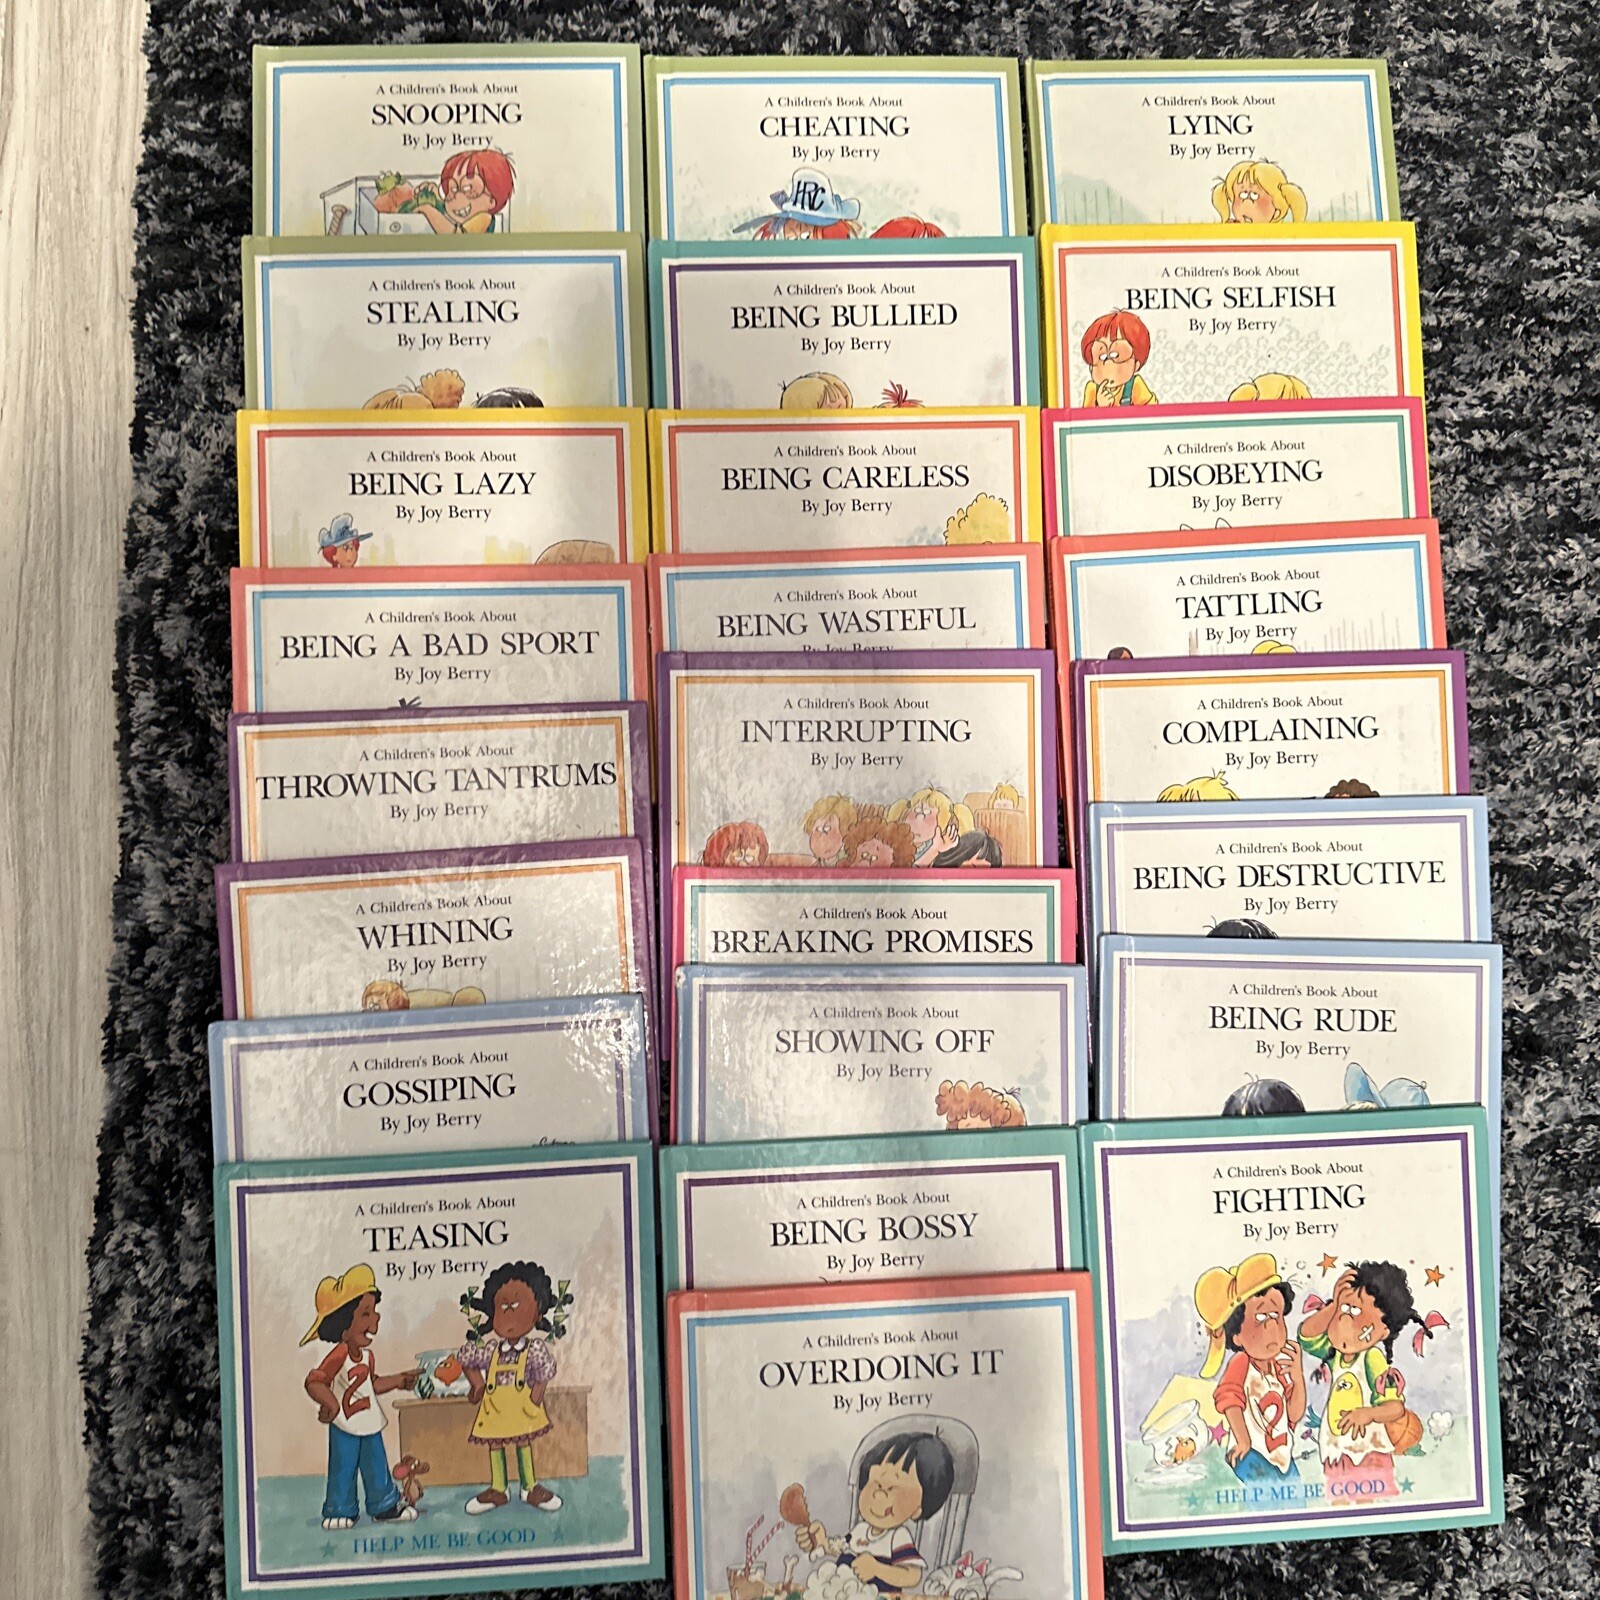 A Children's Book About
SNOOPING
By Joy Berry
A Children's Book About
CHEATING
By Joy Berry
HRC
A Children's Book About
LYING
By Joy Berry
A Children's Book About
STEALING
By Joy Berry
A Children's Book About
BEING BULLIED
By Joy Berry
A Children's Book About
BEING SELFISH
By Joy Berry
A Children's Book About
BEING LAZY
By Joy Berry
A Children's Book About
BEING CARELESS
By Joy Berry
A Children's Book About
DISOBEYING
By Joy Berry
A Children's Book About
BEING A BAD SPORT
By Joy Berry
A Children's Book About
BEING WASTEFUL
By Joy Berry
A Children's Book About
TATTLING
By Joy Berry
A Children's Book About
THROWING TANTRUMS
By Joy Berry
A Children's Book About
INTERRUPTING
By Joy Berry
A Children's Book About
COMPLAINING
By Joy Berry
A Children's Book About
WHINING
By Joy Berry
A Children's Book About
BREAKING PROMISES
A Children's Book About
BEING DESTRUCTIVE
By Joy Berry
A Children's Book About
GOSSIPING
By Joy Berry
A Children's Book About
SHOWING OFF
By Joy Berry
A Children's Book About
BEING RUDE
By Joy Berry
A Children's Book About
TEASING
By Joy Berry
2
HELP ME BE GOOD
A Children's Book About
BEING BOSSY
By Joy Berry
A Children's Book About
OVERDOING IT
By Joy Berry
A Children's Book About
FIGHTING
By Joy Berry
2
HELP ME BE GOOD